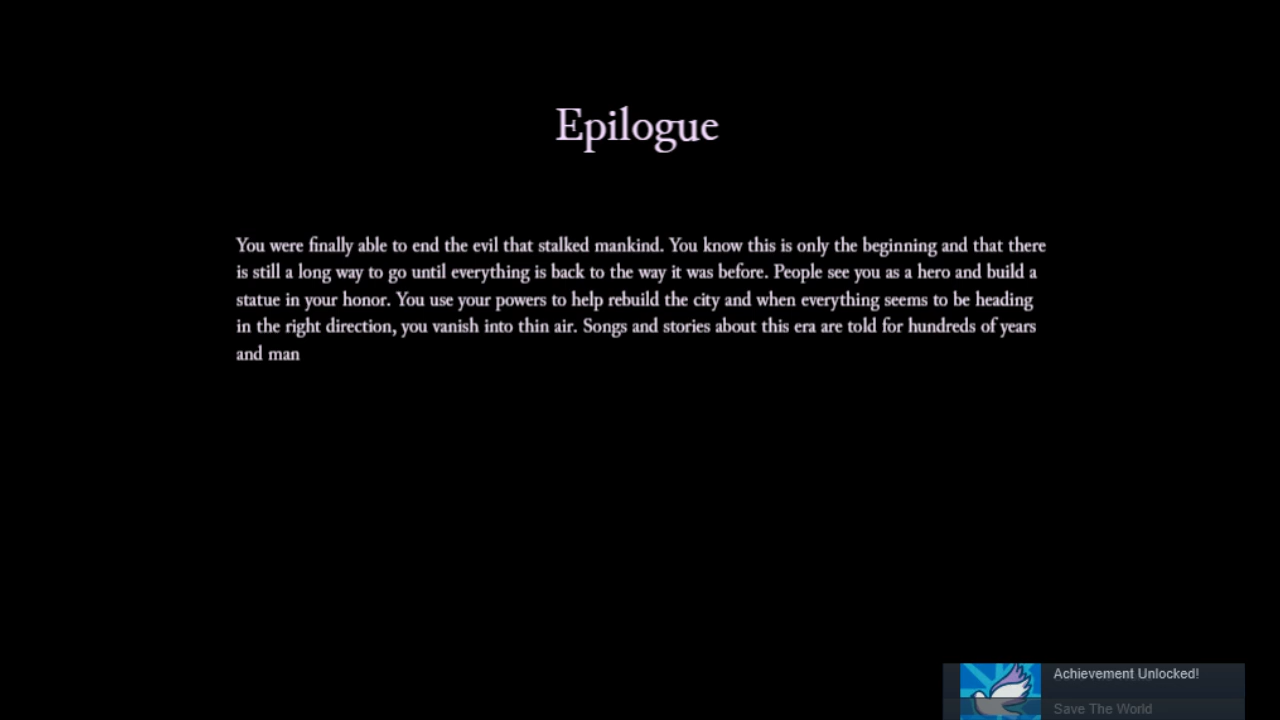 Epilogue
You were finally able to end the evil that stalked mankind. You know this is only the beginning and that there
is still a long way to go until everything is back to the way it was before. People see you as a hero and build a
statue in your honor. You use your powers to help rebuild the city and when everything seems to be heading
in the right direction, you vanish into thin air. Songs and stories about this era are told for hundreds of years
and man
Achievement Unlocked!
Save The World